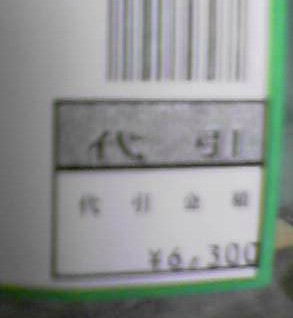 代 引
代 引 金 額
¥6,300